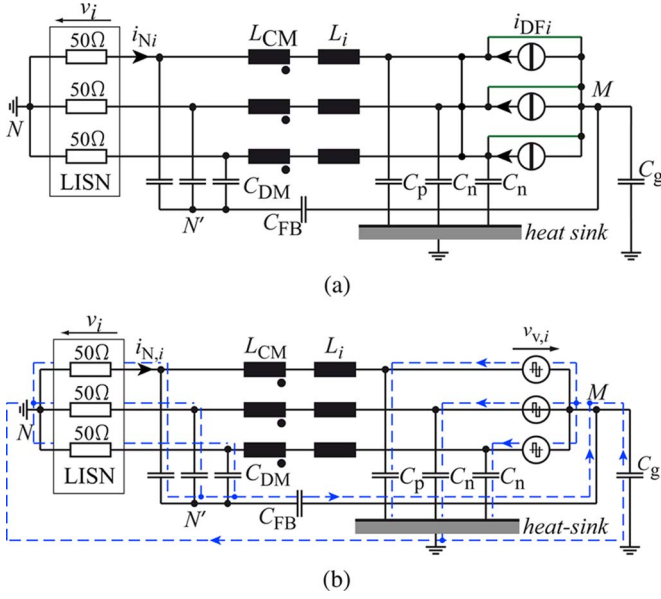 v_i
i_Ni
L_CM
L_i
i_DFi
50Ω
M
N
50Ω
50Ω
LISN
C_DM
C_p
C_n
C_n
C_g
N'
C_FB
heat sink
(a)
v_i
i_N,i
L_CM
L_i
v_v,i
50Ω
M
50Ω
N
50Ω
LISN
C_DM
C_p
C_n
C_n
C_g
N'
C_FB
heat-sink
(b)